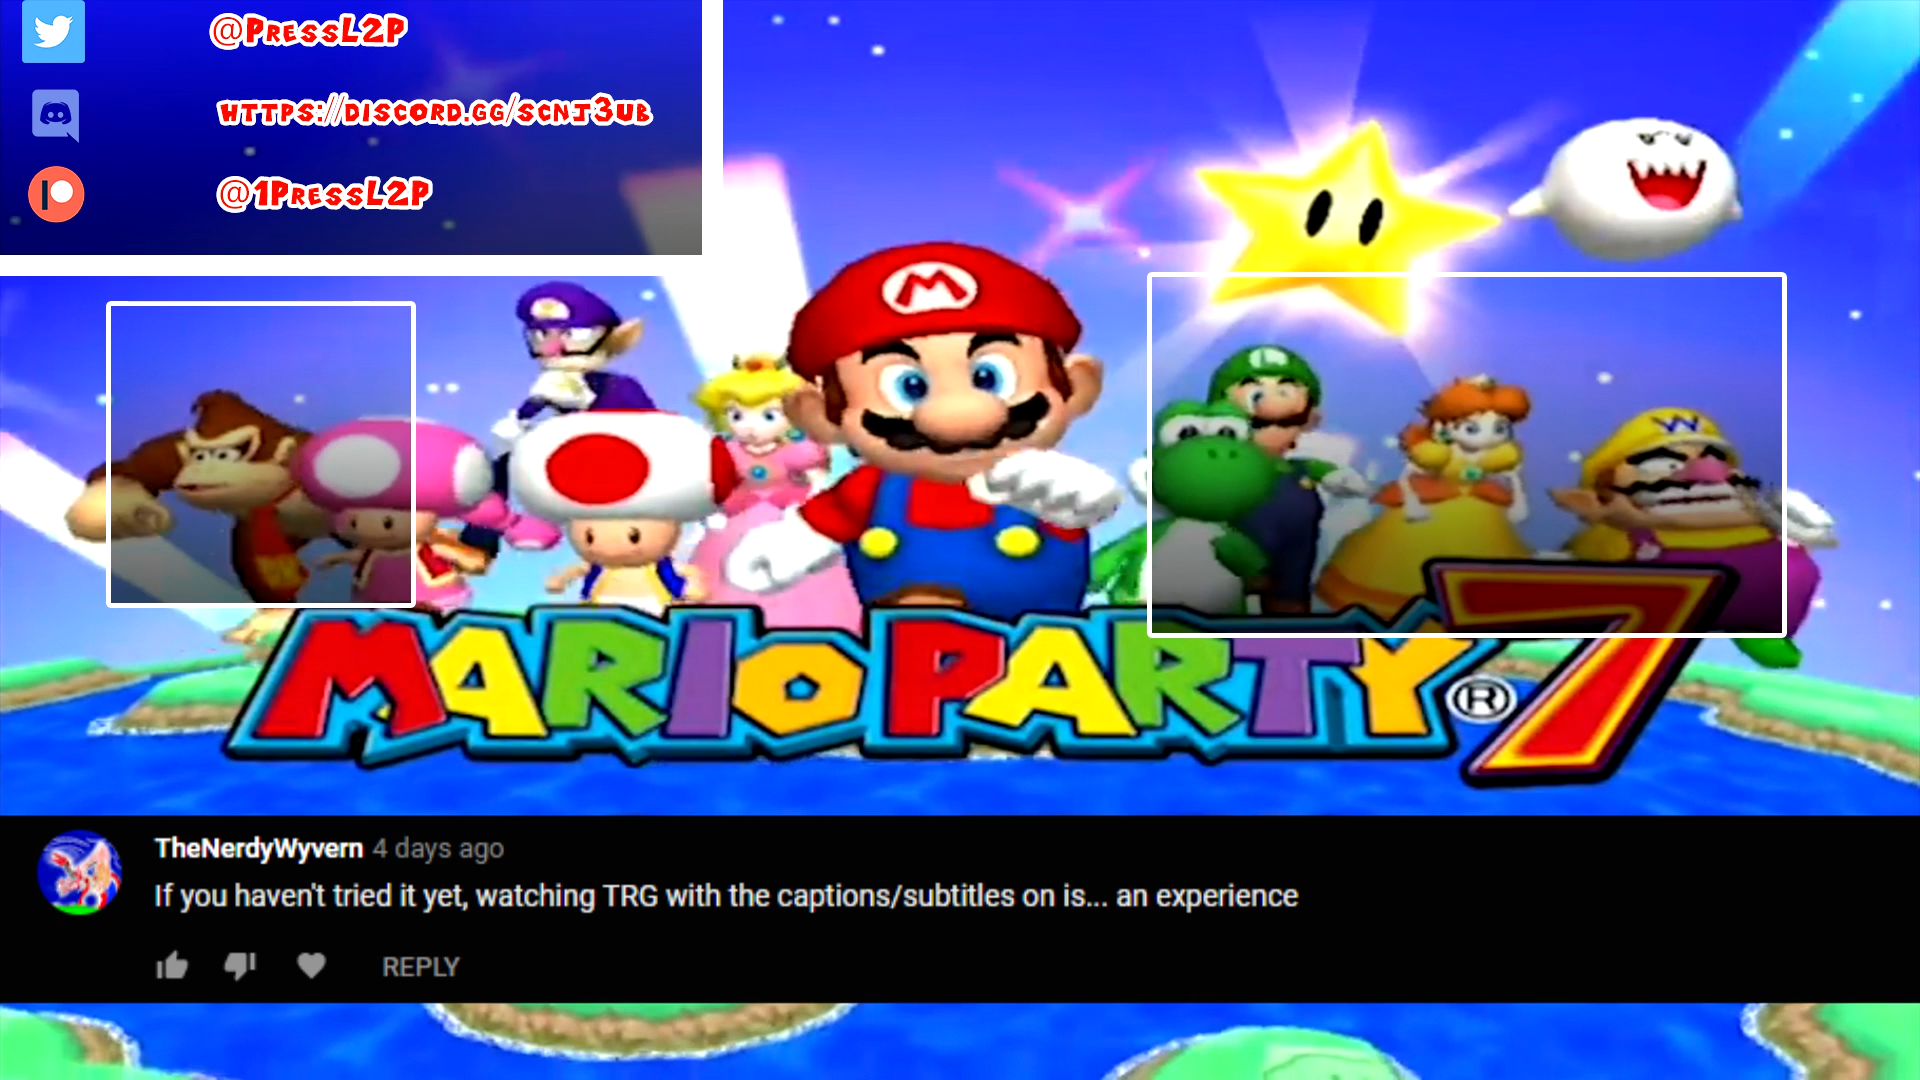 @PressL2P
https://discord.gg/scnj3ub
@1PressL2P
M
L
W
MARIO PARTY 7
®
TheNerdyWyvern 4 days ago
If you haven't tried it yet, watching TRG with the captions/subtitles on is... an experience
REPLY